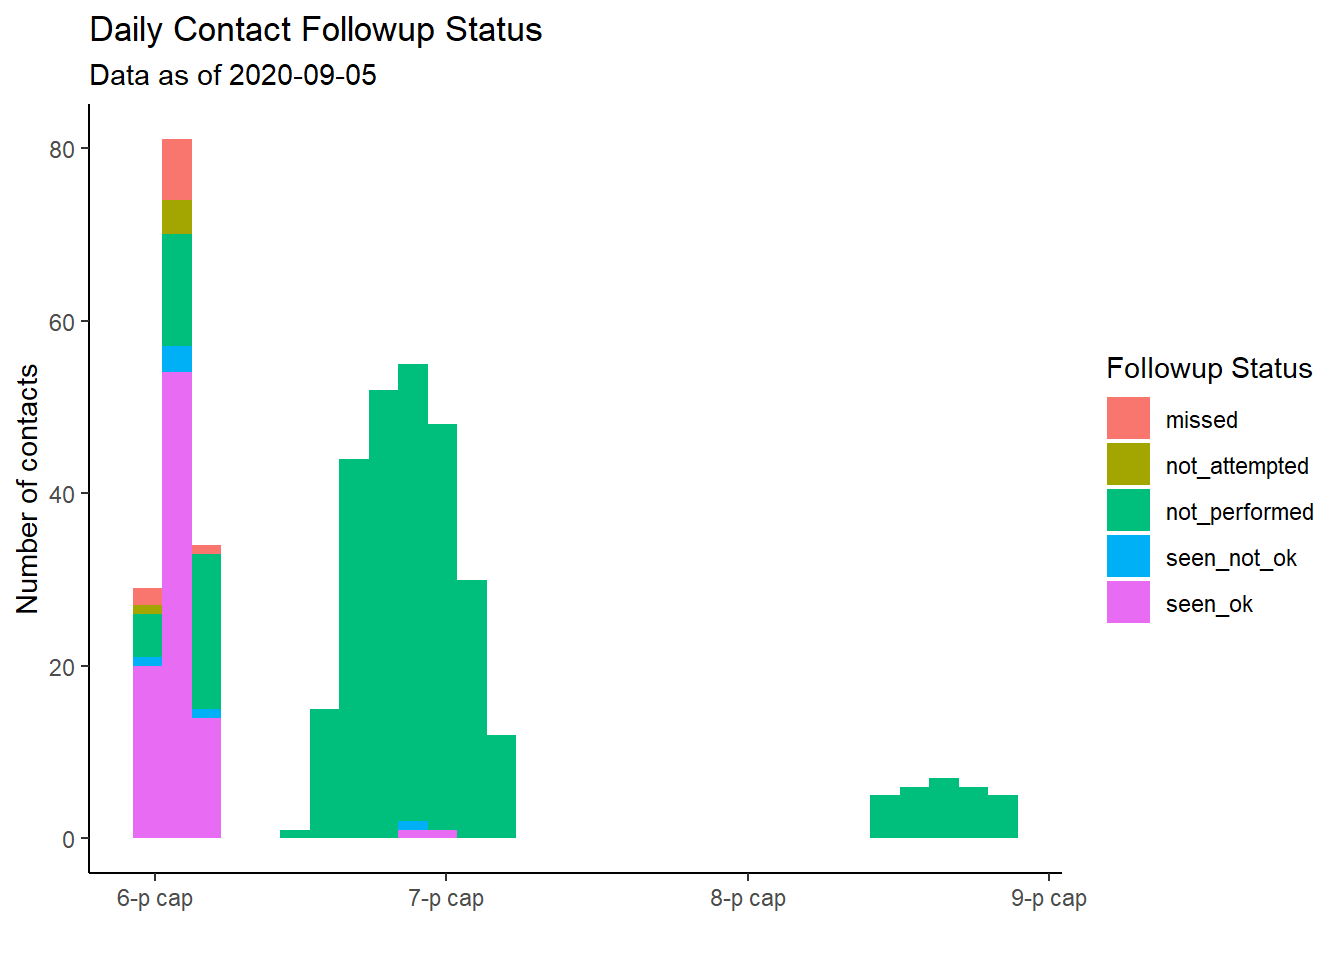 Daily Contact Followup Status
Data as of 2020-09-05
Number of contacts
80
60
40
20
0
6-p cap
7-p cap
8-p cap
9-p cap
Followup Status
missed
not_attempted
not_performed
seen_not_ok
seen_ok